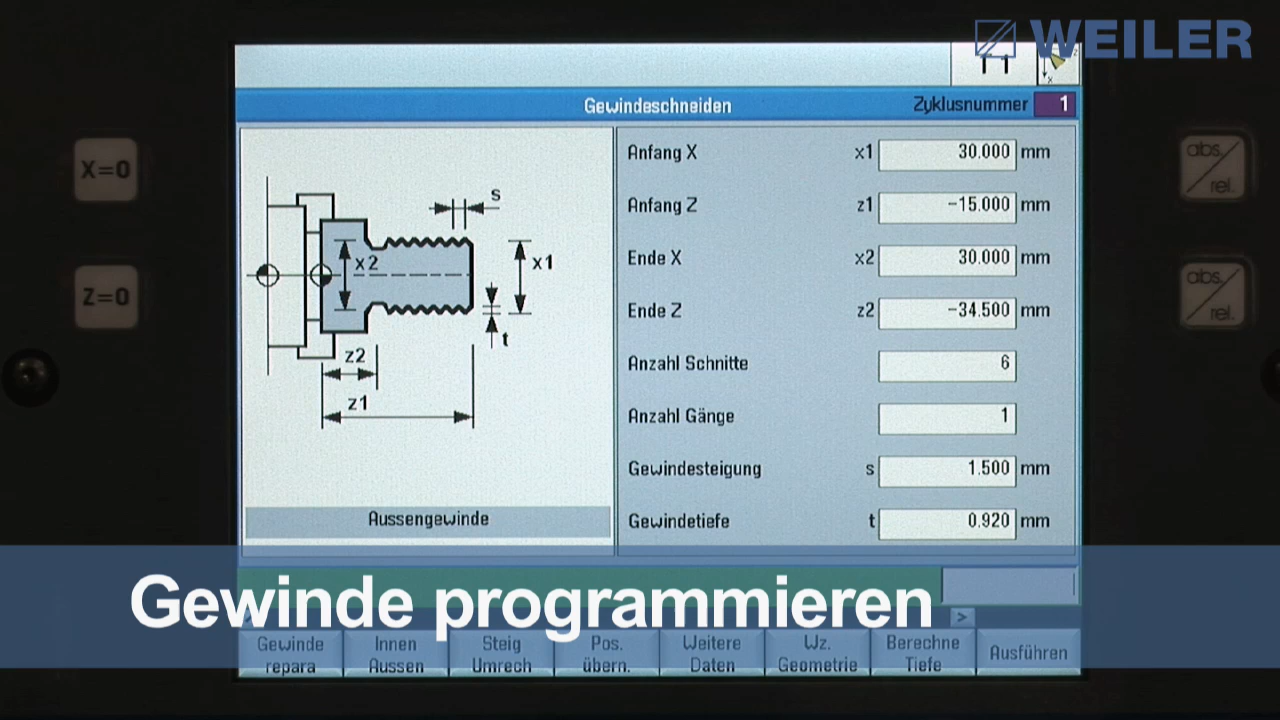 WEILER
Gewindeschneiden Zyklusnummer 1
X=0
Z=0
abs.
rel.
abs.
rel.
s
x2
x1
t
z2
z1
Aussengewinde
Anfang X x1 30.000 mm
Anfang Z z1 -15.000 mm
Ende X x2 30.000 mm
Ende Z z2 -34.500 mm
Anzahl Schnitte 6
Anzahl Gänge 1
Gewindesteigung s 1.500 mm
Gewindetiefe t 0.920 mm
Gewinde programmieren
>
Gewinde
repara
Innen
Aussen
Steig
Umrech
Pos.
übern.
Weitere
Daten
Wz.
Geometrie
Berechne
Tiefe
Ausführen